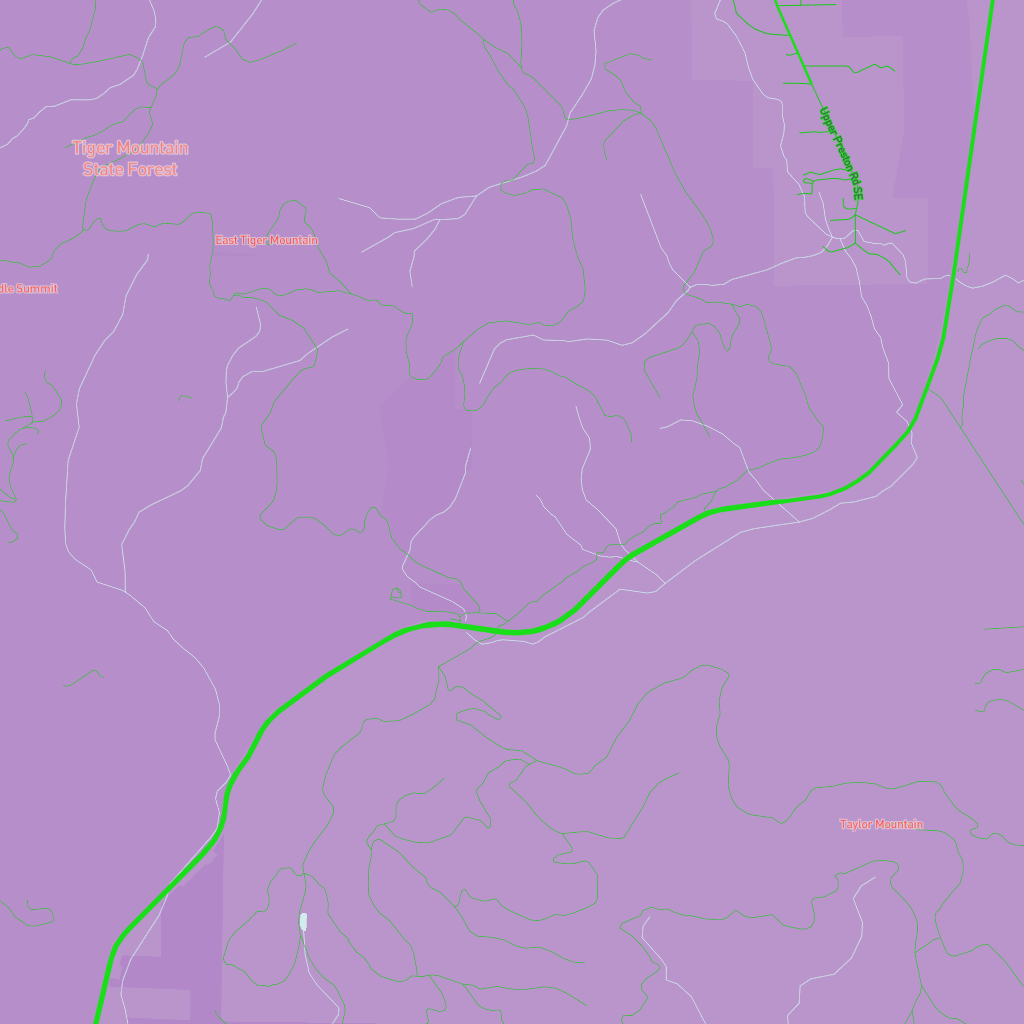 Upper Preston Rd SE
Tiger Mountain
State Forest
East Tiger Mountain
dle Summit
Taylor Mountain